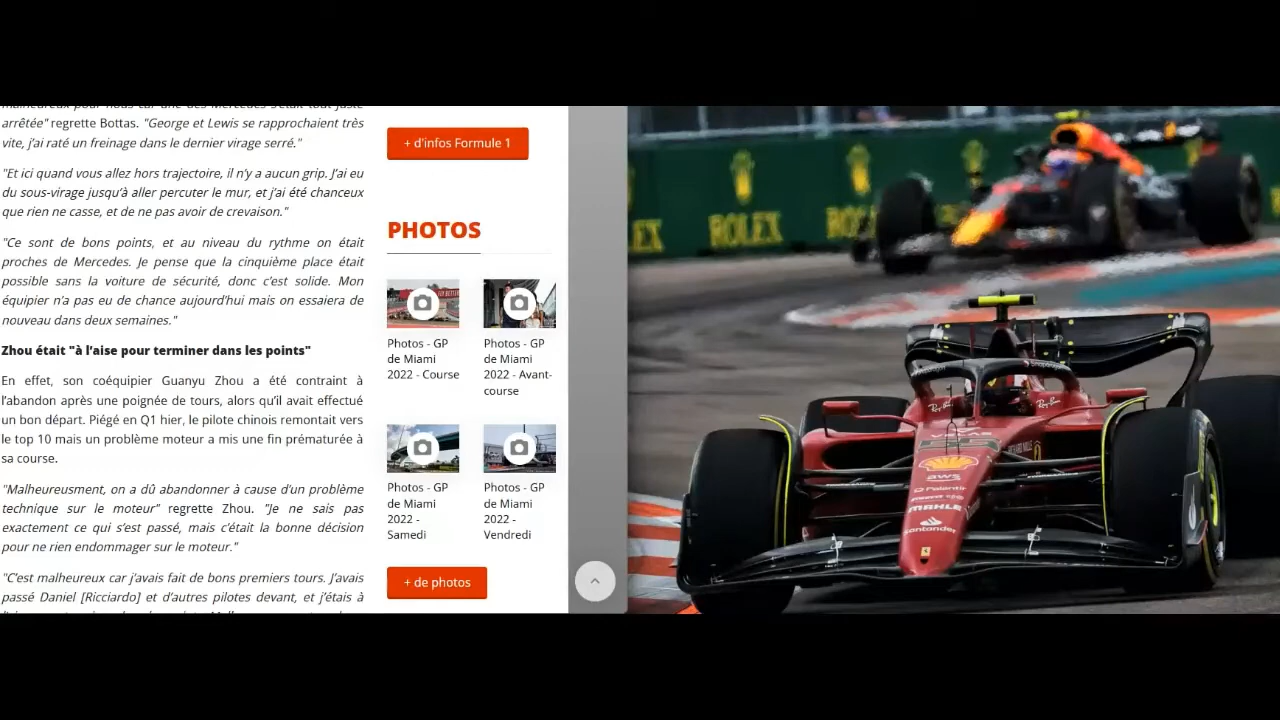 arrêtée" regrette Bottas. "George et Lewis se rapprochaient très
vite, j'ai raté un freinage dans le dernier virage serré."
"Et ici quand vous allez hors trajectoire, il n'y a aucun grip. J'ai eu
du sous-virage jusqu'à aller percuter le mur, et j'ai été chanceux
que rien ne casse, et de ne pas avoir de crevaison."
"Ce sont de bons points, et au niveau du rythme on était
proches de Mercedes. Je pense que la cinquième place était
possible sans la voiture de sécurité, donc c'est solide. Mon
équipier n'a pas eu de chance aujourd'hui mais on essaiera de
nouveau dans deux semaines."
Zhou était "à l'aise pour terminer dans les points"
En effet, son coéquipier Guanyu Zhou a été contraint à
l'abandon après une poignée de tours, alors qu'il avait effectué
un bon départ. Piégé en Q1 hier, le pilote chinois remontait vers
le top 10 mais un problème moteur a mis une fin prématurée à
sa course.
"Malheureusment, on a dû abandonner à cause d'un problème
technique sur le moteur" regrette Zhou. "Je ne sais pas
exactement ce qui s'est passé, mais c'était la bonne décision
pour ne rien endommager sur le moteur."
"C'est malheureux car j'avais fait de bons premiers tours. J'avais
passé Daniel [Ricciardo] et d'autres pilotes devant, et j'étais à
+ d'infos Formule 1
PHOTOS
Photos - GP
de Miami
2022 - Course
Photos - GP
de Miami
2022 - Avant-
course
Photos - GP
de Miami
2022 -
Samedi
Photos - GP
de Miami
2022 -
Vendredi
+ de photos
ROLEX
Ray-Ban
Ray-Ban
aws
Palantir
MAHLE
Santander